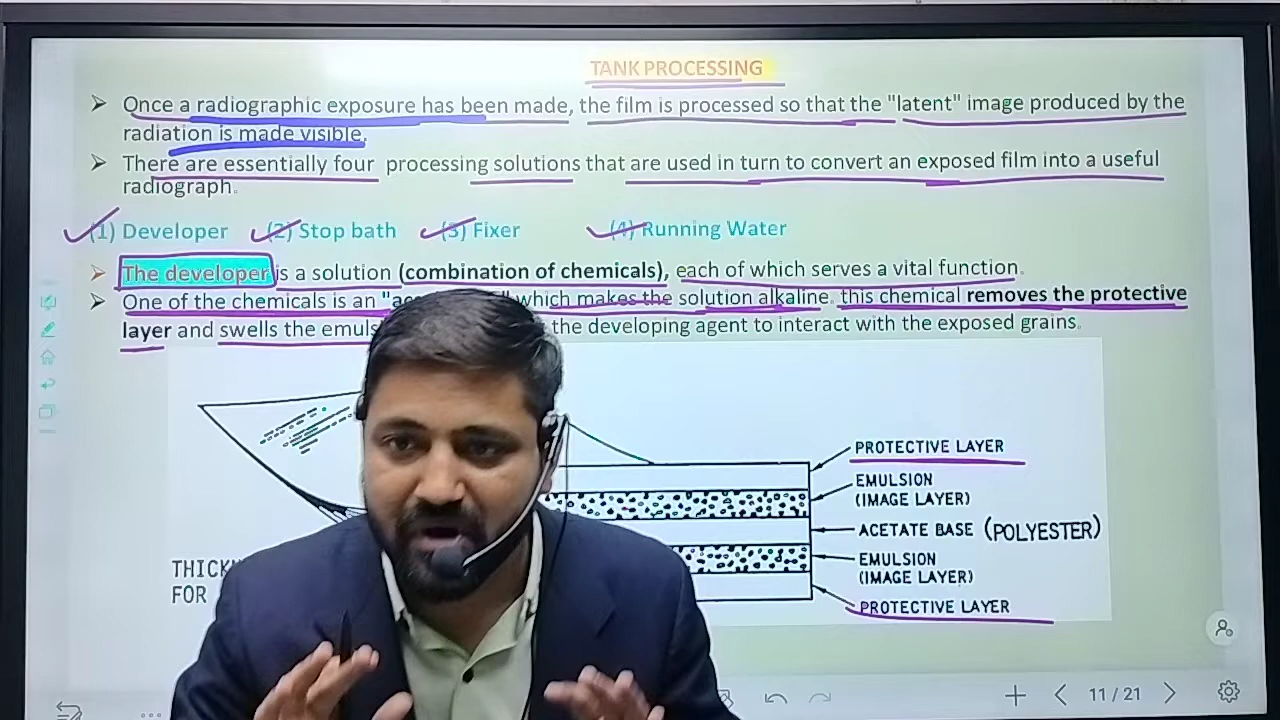 TANK PROCESSING
➢ Once a radiographic exposure has been made, the film is processed so that the "latent" image produced by the
radiation is made visible.
➢ There are essentially four processing solutions that are used in turn to convert an exposed film into a useful
radiograph.
(1) Developer (2) Stop bath (3) Fixer (4) Running Water
➢ The developer is a solution (combination of chemicals), each of which serves a vital function.
➢ One of the chemicals is an which makes the solution alkaline. this chemical removes the protective
layer and swells the the developing agent to interact with the exposed grains.
PROTECTIVE LAYER
EMULSION
(IMAGE LAYER)
ACETATE BASE (POLYESTER)
EMULSION
(IMAGE LAYER)
PROTECTIVE LAYER
FOR
11 / 21